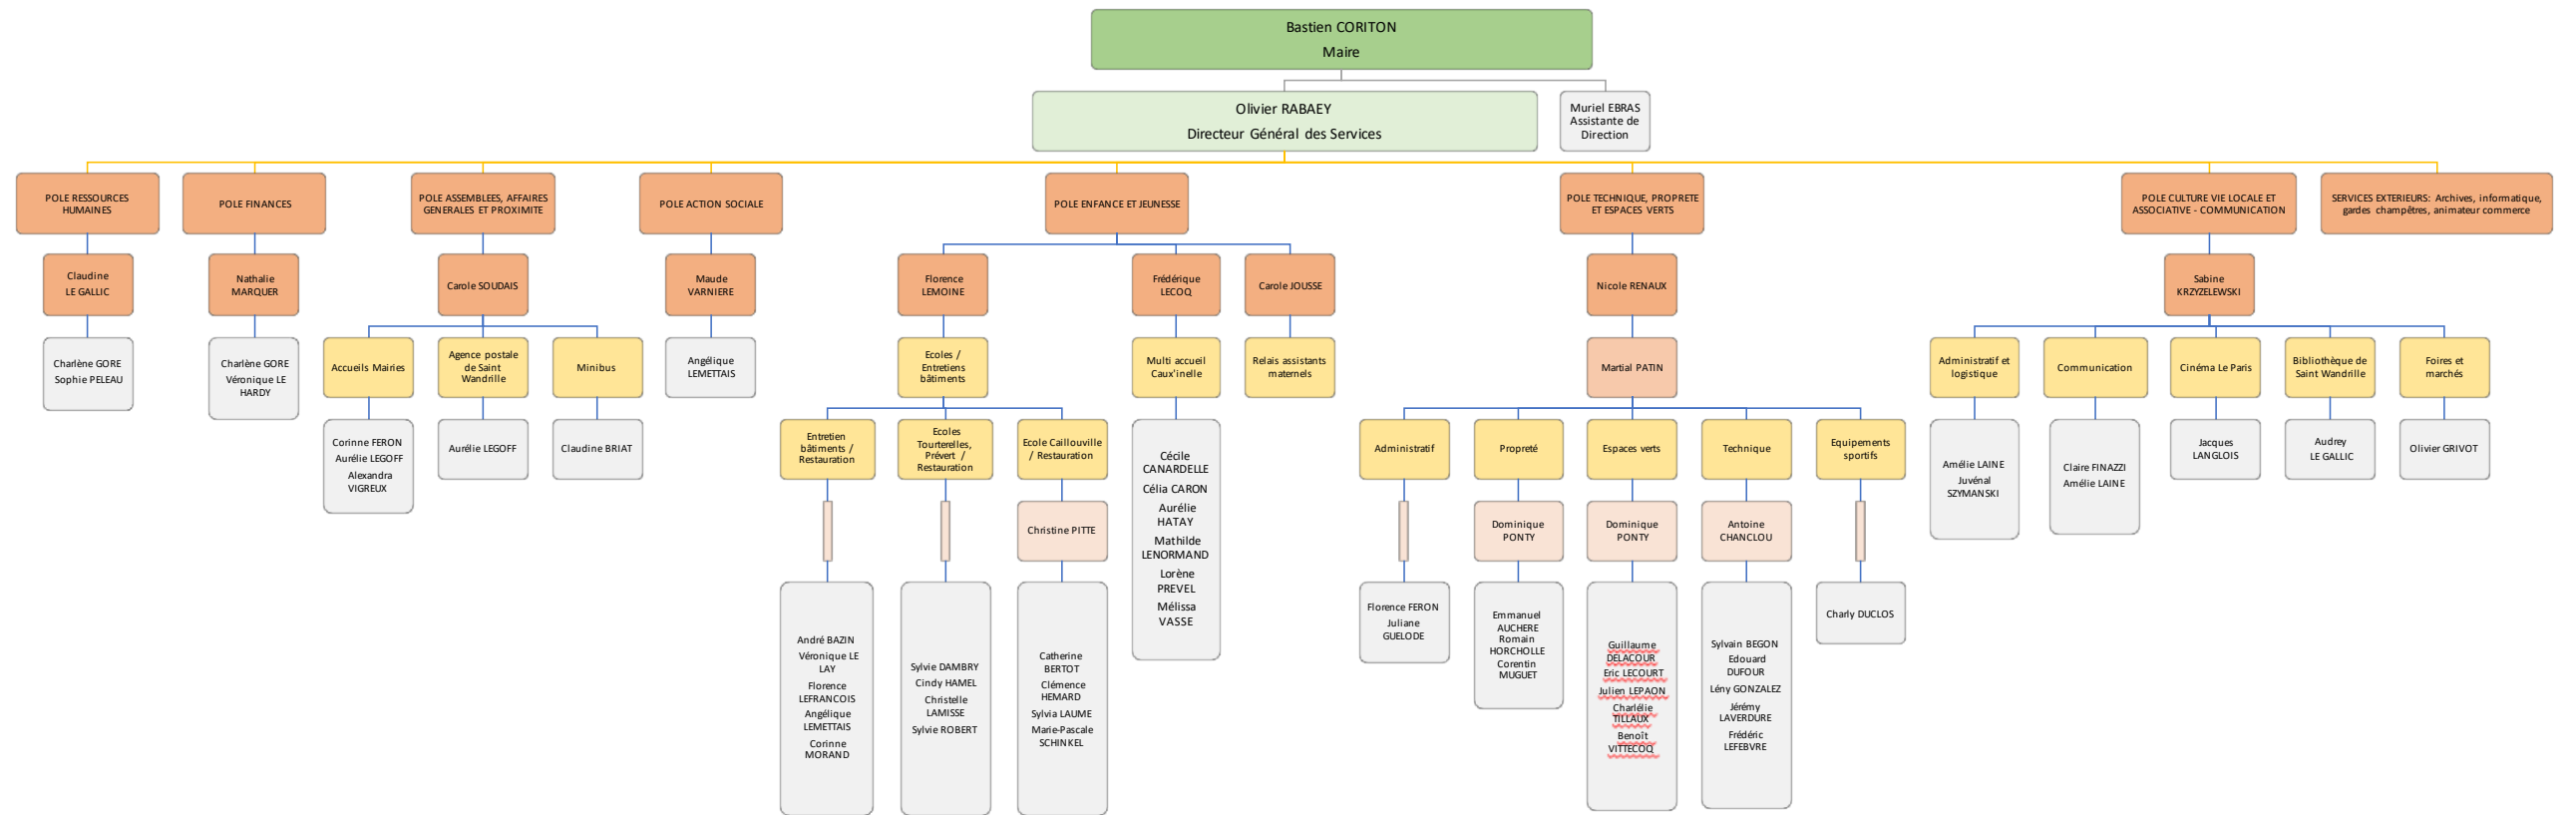 Bastien CORITON
Maire
Olivier RABAEY
Directeur Général des Services
Muriel EBRAS
Assistante de
Direction
POLE RESSOURCES
HUMAINES
POLE FINANCES
POLE ASSEMBLEES, AFFAIRES
GENERALES ET PROXIMITE
POLE ACTION SOCIALE
POLE ENFANCE ET JEUNESSE
POLE TECHNIQUE, PROPRETE
ET ESPACES VERTS
POLE CULTURE VIE LOCALE ET
ASSOCIATIVE - COMMUNICATION
SERVICES EXTERIEURS: Archives, informatique,
gardes champêtres, animateur commerce
Claudine
LE GALLIC
Nathalie
MARQUER
Carole SOUDAIS
Maude
VARNIERE
Florence
LEMOINE
Frédérique
LECOQ
Carole JOUSSE
Nicole RENAUX
Sabine
KRZYZELEWSKI
Charlène GORE
Sophie PELEAU
Charlène GORE
Véronique LE
HARDY
Accueils Mairies
Agence postale
de Saint
Wandrille
Minibus
Angélique
LEMETTAIS
Ecoles /
Entretiens
bâtiments
Multi accueil
Caux'inelle
Relais assistants
maternels
Martial PATIN
Administratif et
logistique
Communication
Cinéma Le Paris
Bibliothèque de
Saint Wandrille
Foires et
marchés
Corinne FERON
Aurélie LEGOFF
Alexandra
VIGREUX
Aurélie LEGOFF
Claudine BRIAT
Entretien
bâtiments /
Restauration
Ecoles
Tourterelles,
Prévert /
Restauration
Ecole Caillouville
/ Restauration
Cécile
CANARDELLE
Célia CARON
Aurélie
HATAY
Mathilde
LENORMAND
Lorène
PREVEL
Mélissa
VASSE
Administratif
Propreté
Espaces verts
Technique
Equipements
sportifs
Amélie LAINE
Juvénal
SZYMANSKI
Claire FINAZZI
Amélie LAINE
Jacques
LANGLOIS
Audrey
LE GALLIC
Olivier GRIVOT
Christine PITTE
Dominique
PONTY
Dominique
PONTY
Antoine
CHANCLOU
André BAZIN
Véronique LE
LAY
Florence
LEFRANCOIS
Angélique
LEMETTAIS
Corinne
MORAND
Sylvie DAMBRY
Cindy HAMEL
Christelle
LAMISSE
Sylvie ROBERT
Catherine
BERTOT
Clémence
HEMARD
Sylvia LAUME
Marie-Pascale
SCHINKEL
Florence FERON
Juliane
GUELODE
Emmanuel
AUCHERE
Romain
HORCHOLLE
Corentin
MUGUET
Guillaume
DELACOUR
Eric LECOURT
Julien LEPAON
Charlélie
TILLAUX
Benoît
VITTECOQ
Sylvain BEGON
Edouard
DUFOUR
Lény GONZALEZ
Jérémy
LAVERDURE
Frédéric
LEFEBVRE
Charly DUCLOS